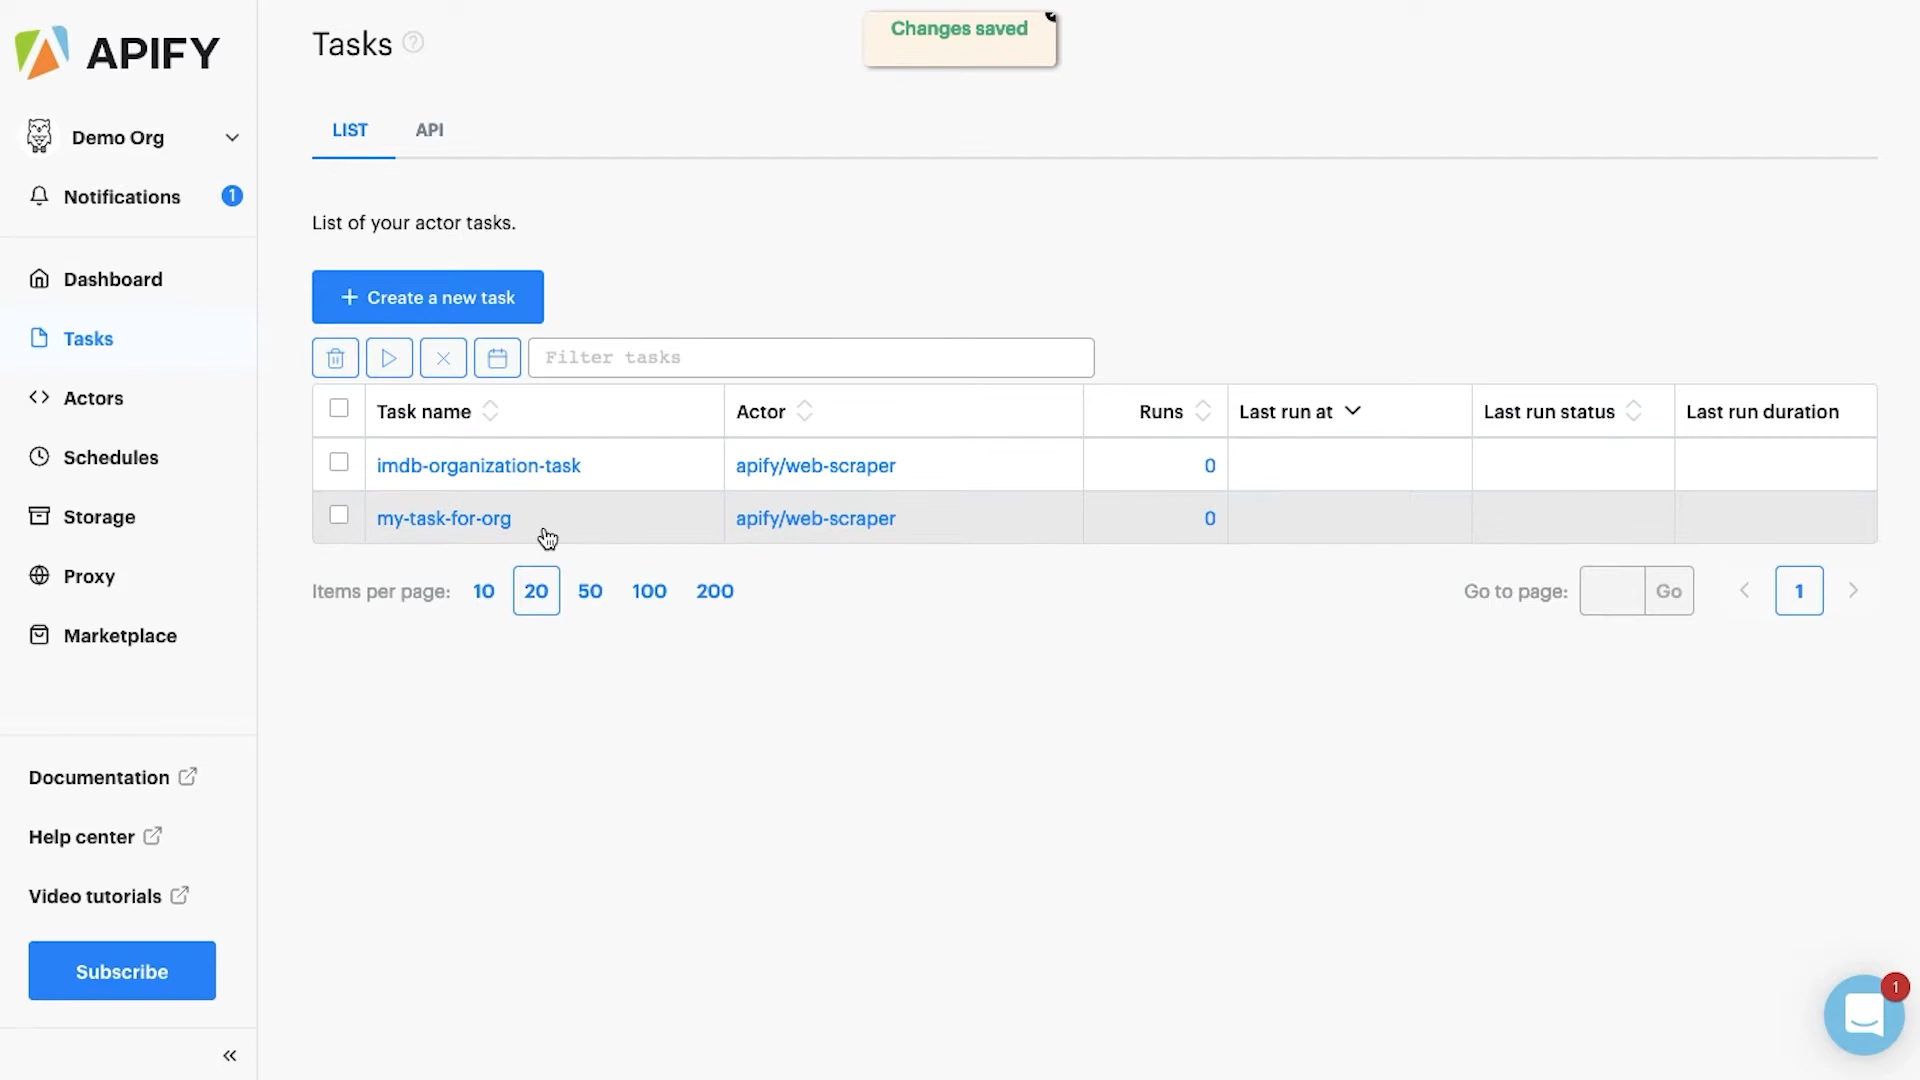 APIFY
Demo Org
Notifications 1
Dashboard
Tasks
Actors
Schedules
Storage
Proxy
Marketplace
Documentation
Help center
Video tutorials
Subscribe
«
Tasks ?
Changes saved
LIST API
List of your actor tasks.
+ Create a new task
Filter tasks
Task name Actor Runs Last run at Last run status Last run duration
imdb-organization-task apify/web-scraper 0
my-task-for-org apify/web-scraper 0
Items per page: 10 20 50 100 200 Go to page: Go 1
1